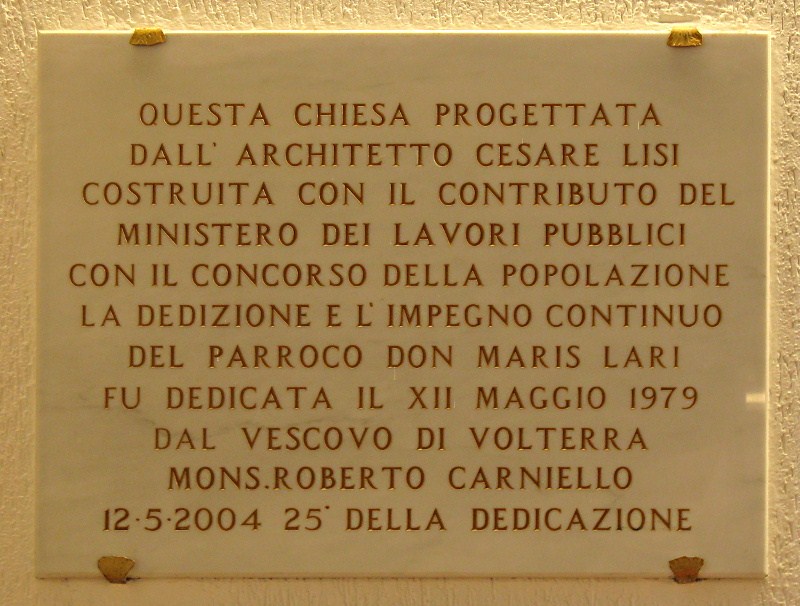 QUESTA CHIESA PROGETTATA
DALL' ARCHITETTO CESARE LISI
COSTRUITA CON IL CONTRIBUTO DEL
MINISTERO DEI LAVORI PUBBLICI
CON IL CONCORSO DELLA POPOLAZIONE
LA DEDIZIONE E L' IMPEGNO CONTINUO
DEL PARROCO DON MARIS LARI
FU DEDICATA IL XII MAGGIO 1979
DAL VESCOVO DI VOLTERRA
MONS.ROBERTO CARNIELLO
12·5·2004 25° DELLA DEDICAZIONE